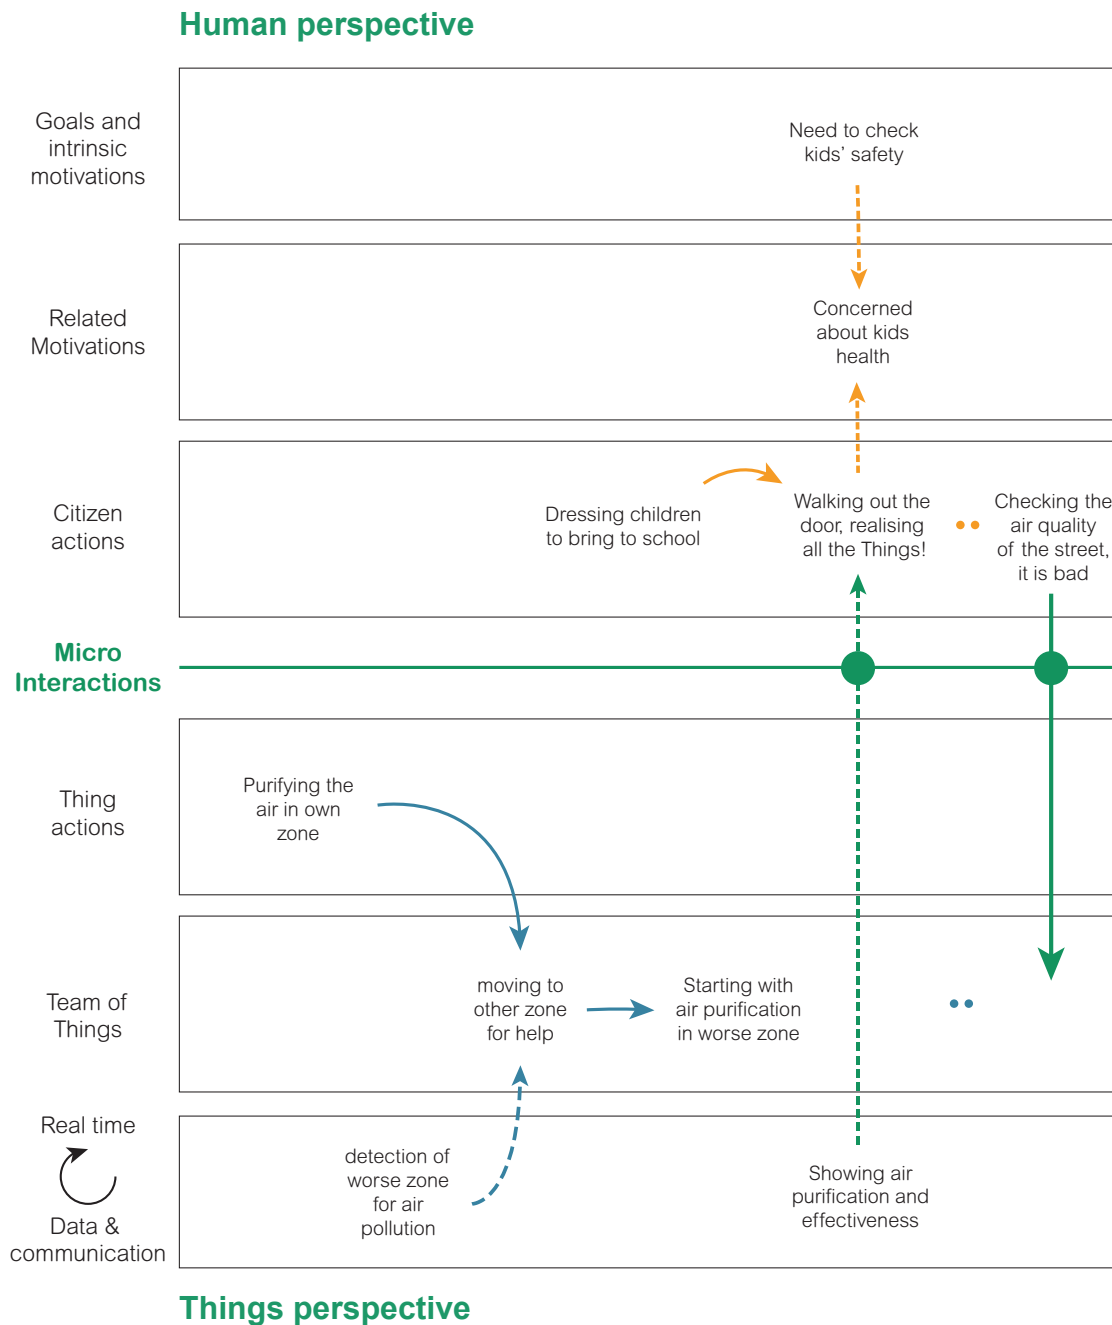 Human perspective
Goals and
intrinsic
motivations
Need to check
kids' safety
Related
Motivations
Concerned
about kids
health
Citizen
actions
Dressing children
to bring to school
Walking out the
door, realising
all the Things!
Checking the
air quality
of the street,
it is bad
Micro
Interactions
Thing
actions
Purifying the
air in own
zone
Team of
Things
moving to
other zone
for help
Starting with
air purification
in worse zone
Real time
Data &
communication
detection of
worse zone
for air
pollution
Showing air
purification and
effectiveness
Things perspective